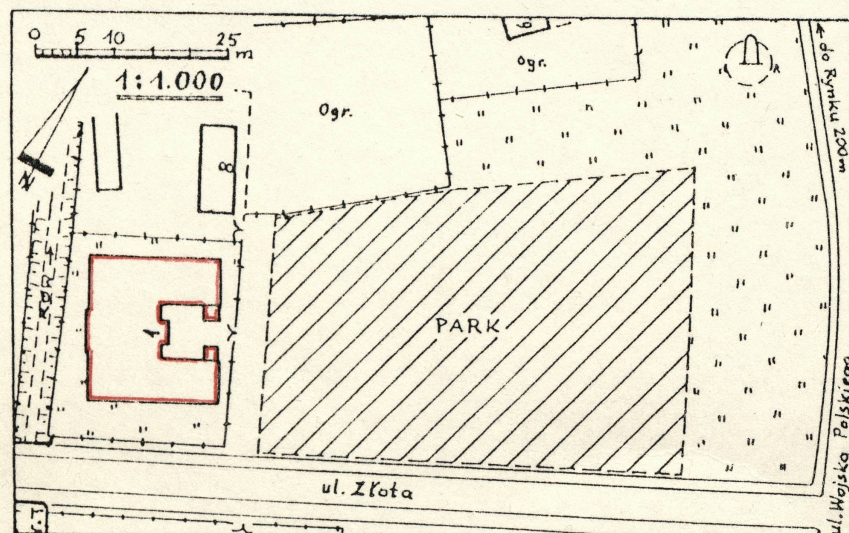 0 5 10 25 m
1:1.000
9
Ogr.
Ogr.
← do Rynku 200m
N
8
1
PARK
ul. Złota
ul. Wojska Polskiego